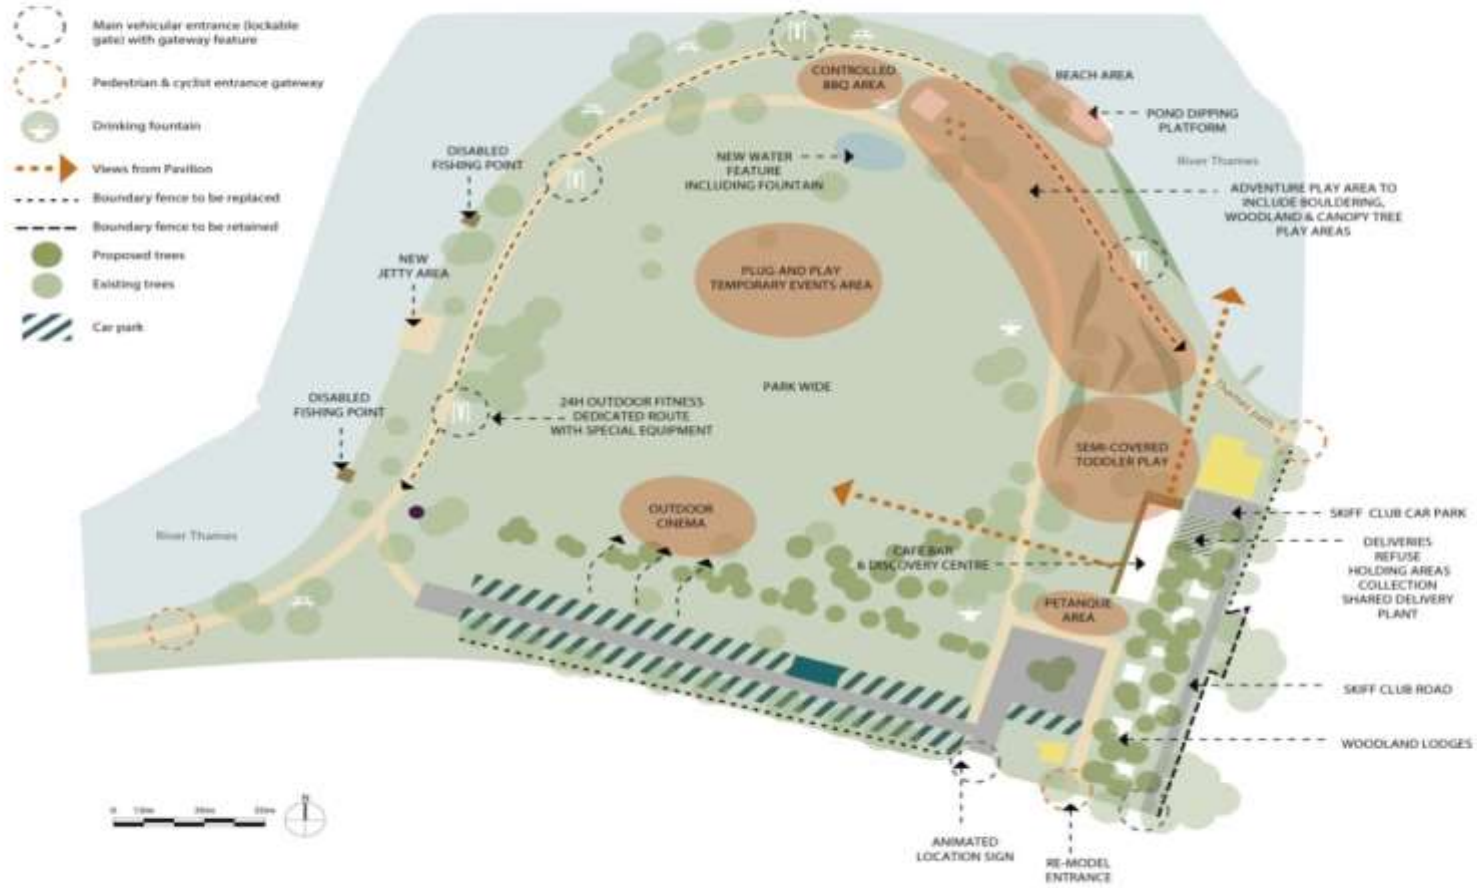 Main vehicular entrance (lockable
gate) with gateway feature
Pedestrian & cyclist entrance gateway
Drinking fountain
Views from Pavilion
Boundary fence to be replaced
Boundary fence to be retained
Proposed trees
Existing trees
Car park
CONTROLLED
BBQ AREA
BEACH AREA
POND DIPPING
PLATFORM
River Thames
DISABLED
FISHING POINT
NEW WATER
FEATURE
INCLUDING FOUNTAIN
ADVENTURE PLAY AREA TO
INCLUDE BOULDERING,
WOODLAND & CANOPY TREE
PLAY AREAS
NEW
JETTY AREA
PLUG AND PLAY
TEMPORARY EVENTS AREA
PARK WIDE
DISABLED
FISHING POINT
24H OUTDOOR FITNESS
DEDICATED ROUTE
WITH SPECIAL EQUIPMENT
Thames path
SEMI-COVERED
TODDLER PLAY
OUTDOOR
CINEMA
River Thames
SKIFF CLUB CAR PARK
CAFE/BAR
& DISCOVERY CENTRE
DELIVERIES
REFUSE
HOLDING AREAS
COLLECTION
SHARED DELIVERY
PLANT
PETANQUE
AREA
SKIFF CLUB ROAD
WOODLAND LODGES
ANIMATED
LOCATION SIGN
RE-MODEL
ENTRANCE
0
N